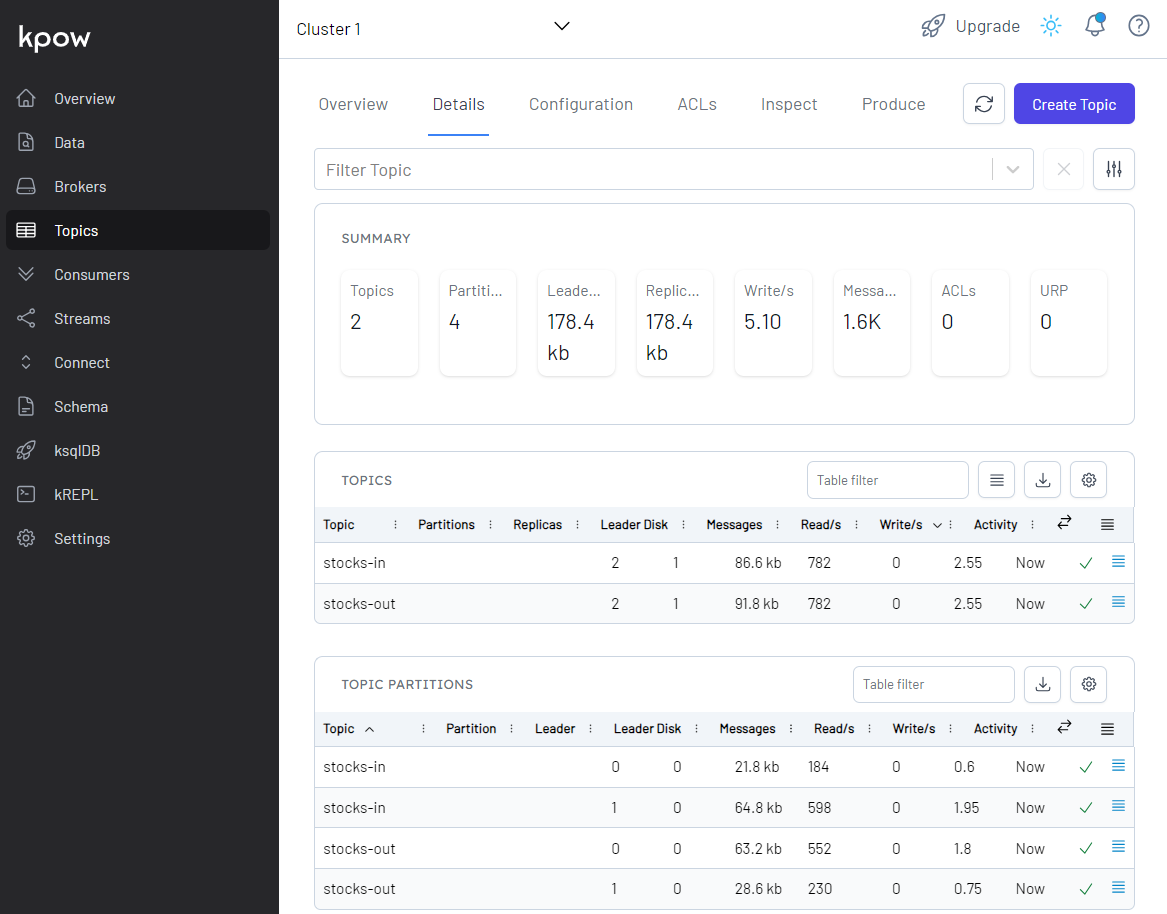 kpow
Cluster 1
Upgrade
Overview
Data
Brokers
Topics
Consumers
Streams
Connect
Schema
ksqlDB
kREPL
Settings
Overview Details Configuration ACLs Inspect Produce Create Topic
Filter Topic
SUMMARY
Topics Partiti... Leade... Replic... Write/s Messa... ACLs URP
2 4 178.4 kb 178.4 kb 5.10 1.6K 0 0
TOPICS Table filter
Topic Partitions Replicas Leader Disk Messages Read/s Write/s Activity
stocks-in 2 1 86.6 kb 782 0 2.55 Now
stocks-out 2 1 91.8 kb 782 0 2.55 Now
TOPIC PARTITIONS Table filter
Topic Partition Leader Leader Disk Messages Read/s Write/s Activity
stocks-in 0 0 21.8 kb 184 0 0.6 Now
stocks-in 1 0 64.8 kb 598 0 1.95 Now
stocks-out 0 0 63.2 kb 552 0 1.8 Now
stocks-out 1 0 28.6 kb 230 0 0.75 Now